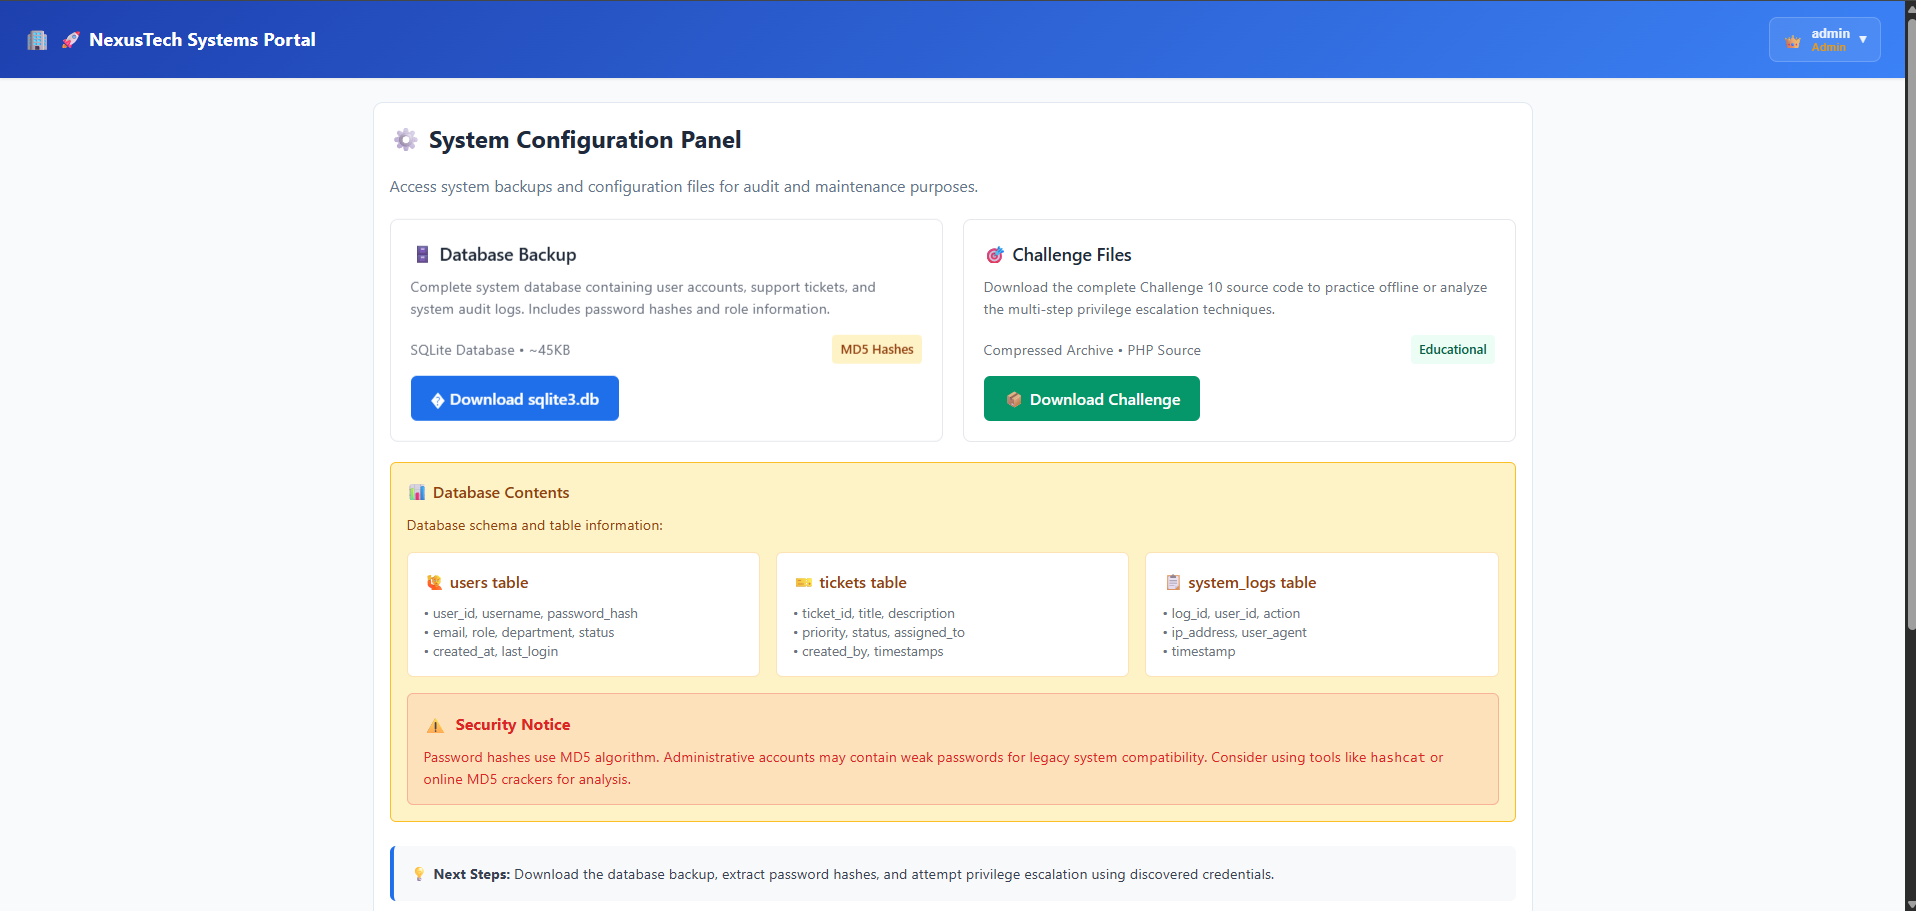 NexusTech Systems Portal
admin
Admin
System Configuration Panel
Access system backups and configuration files for audit and maintenance purposes.
Database Backup
Complete system database containing user accounts, support tickets, and
system audit logs. Includes password hashes and role information.
SQLite Database • ~45KB
MD5 Hashes
� Download sqlite3.db
Challenge Files
Download the complete Challenge 10 source code to practice offline or analyze
the multi-step privilege escalation techniques.
Compressed Archive • PHP Source
Educational
Download Challenge
Database Contents
Database schema and table information:
users table
• user_id, username, password_hash
• email, role, department, status
• created_at, last_login
tickets table
• ticket_id, title, description
• priority, status, assigned_to
• created_by, timestamps
system_logs table
• log_id, user_id, action
• ip_address, user_agent
• timestamp
Security Notice
Password hashes use MD5 algorithm. Administrative accounts may contain weak passwords for legacy system compatibility. Consider using tools like hashcat or
online MD5 crackers for analysis.
Next Steps: Download the database backup, extract password hashes, and attempt privilege escalation using discovered credentials.